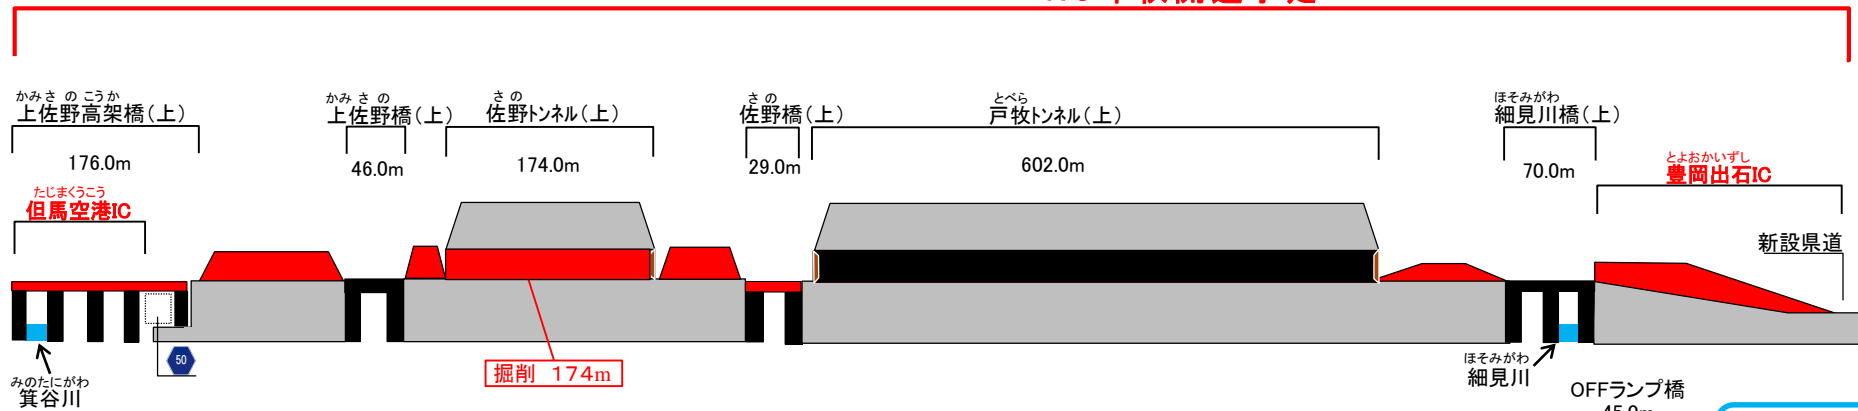 かみさのこうか
上佐野高架橋(上)
176.0m
たじまくうこう
但馬空港IC
かみさの
上佐野橋(上)
46.0m
さの
佐野トンネル(上)
174.0m
さの
佐野橋(上)
29.0m
とべら
戸牧トンネル(上)
602.0m
ほそみがわ
細見川橋(上)
70.0m
とよおかいずし
豊岡出石IC
新設県道
掘削 174m
50
みのたにがわ
箕谷川
ほそみがわ
細見川
OFFランプ橋